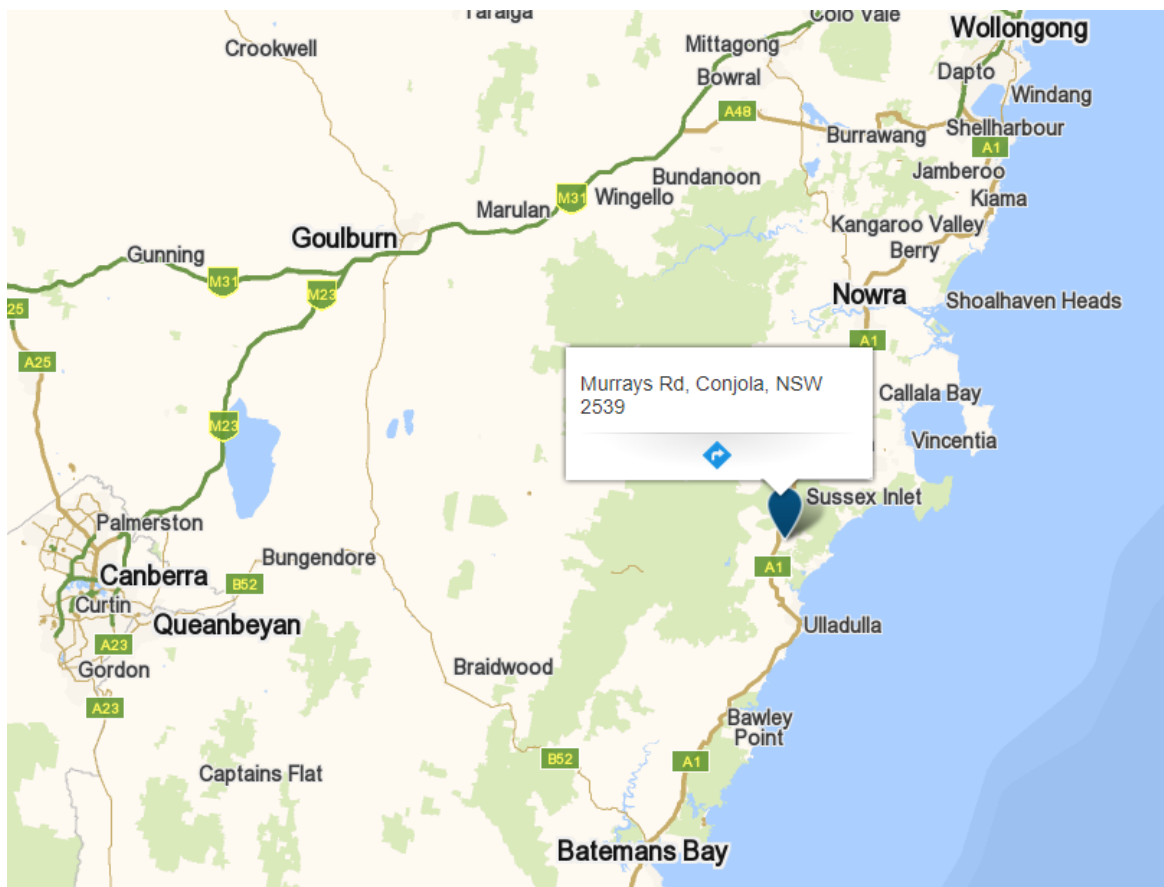 Taralga
Colo Vale
Crookwell
Wollongong
Mittagong
Dapto
Bowral
Windang
A48
Shellharbour
Burrawang
A1
Jamberoo
Bundanoon
M31
Wingello
Kiama
Marulan
Kangaroo Valley
Goulburn
Berry
Gunning
M31
M23
Nowra
Shoalhaven Heads
25
A1
A25
Murrays Rd, Conjola, NSW
2539
Callala Bay
M23
Vincentia
Sussex Inlet
Palmerston
Bungendore
A1
Canberra
B52
Curtin
Queanbeyan
Ulladulla
A23
Gordon
Braidwood
A23
Bawley
Point
B52
A1
Captains Flat
Batemans Bay